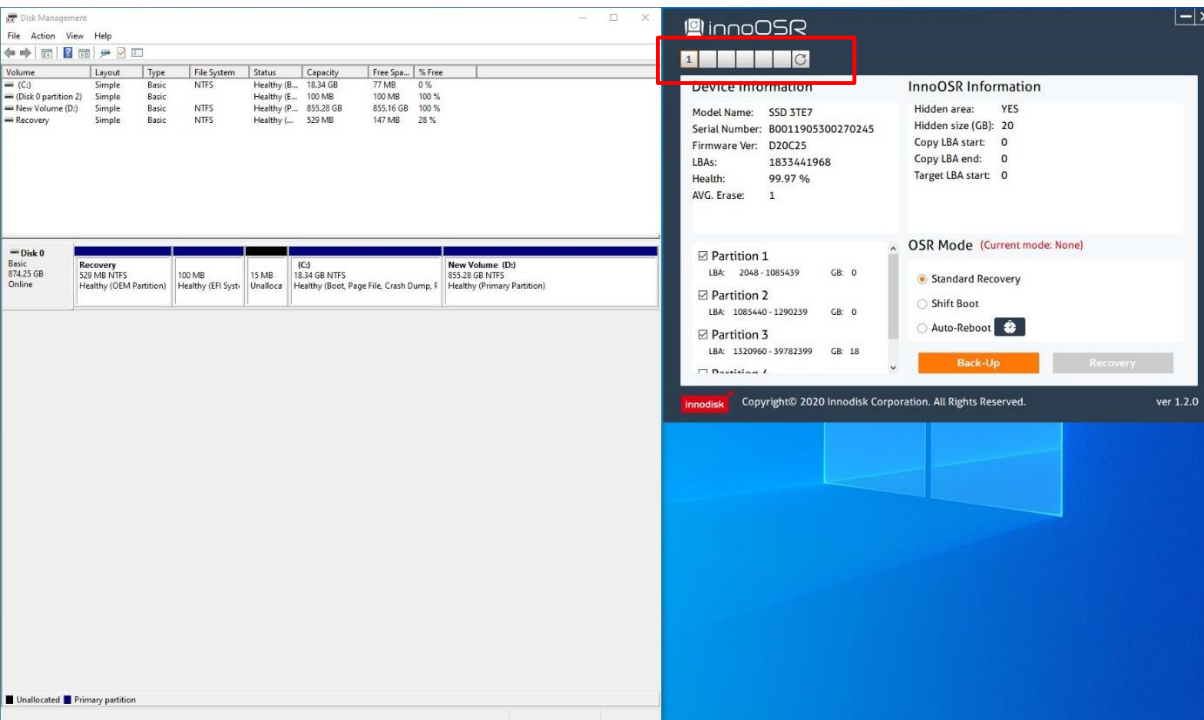 Disk Management
File Action View Help
Volume Layout Type File System Status Capacity Free Spa... % Free
(C:) Simple Basic NTFS Healthy (B... 18.34 GB 77 MB 0 %
(Disk 0 partition 2) Simple Basic Healthy (E... 100 MB 100 MB 100 %
New Volume (D:) Simple Basic NTFS Healthy (P... 855.28 GB 855.16 GB 100 %
Recovery Simple Basic NTFS Healthy (... 529 MB 147 MB 28 %
Disk 0
Basic
874.25 GB
Online
Recovery
529 MB NTFS
Healthy (OEM Partition)
100 MB
Healthy (EFI Syst
15 MB
Unalloca
(C:)
18.34 GB NTFS
Healthy (Boot, Page File, Crash Dump, F
New Volume (D:)
855.28 GB NTFS
Healthy (Primary Partition)
Unallocated Primary partition
innoOSR
1
Device Information
Model Name: SSD 3TE7
Serial Number: B0011905300270245
Firmware Ver: D20C25
LBAs: 1833441968
Health: 99.97 %
AVG. Erase: 1
InnoOSR Information
Hidden area: YES
Hidden size (GB): 20
Copy LBA start: 0
Copy LBA end: 0
Target LBA start: 0
Partition 1
LBA: 2048 - 1085439 GB: 0
Partition 2
LBA: 1085440 - 1290239 GB: 0
Partition 3
LBA: 1320960 - 39782399 GB: 18
OSR Mode (Current mode: None)
Standard Recovery
Shift Boot
Auto-Reboot
Back-Up Recovery
innodisk Copyright© 2020 Innodisk Corporation. All Rights Reserved. ver 1.2.0